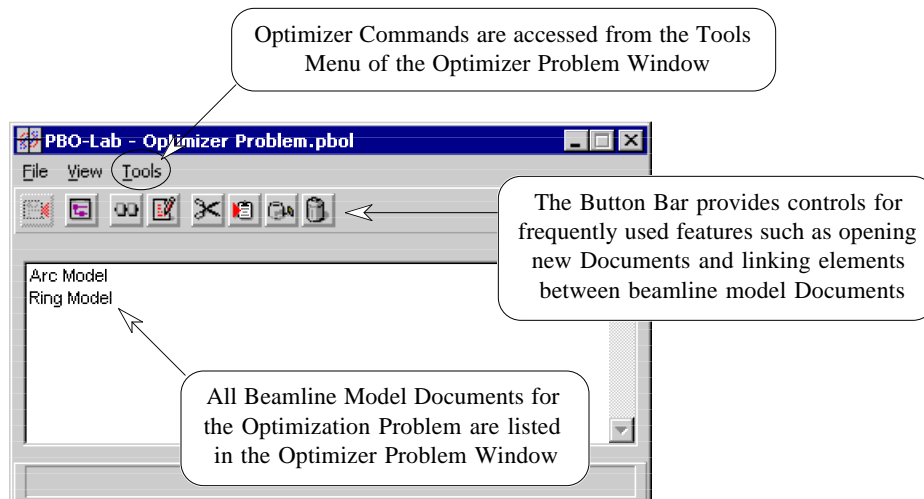 Optimizer Commands are accessed from the Tools
Menu of the Optimizer Problem Window
PBO-Lab - Optimizer Problem.pbol
File View Tools
The Button Bar provides controls for
frequently used features such as opening
new Documents and linking elements
between beamline model Documents
Arc Model
Ring Model
All Beamline Model Documents for
the Optimization Problem are listed
in the Optimizer Problem Window